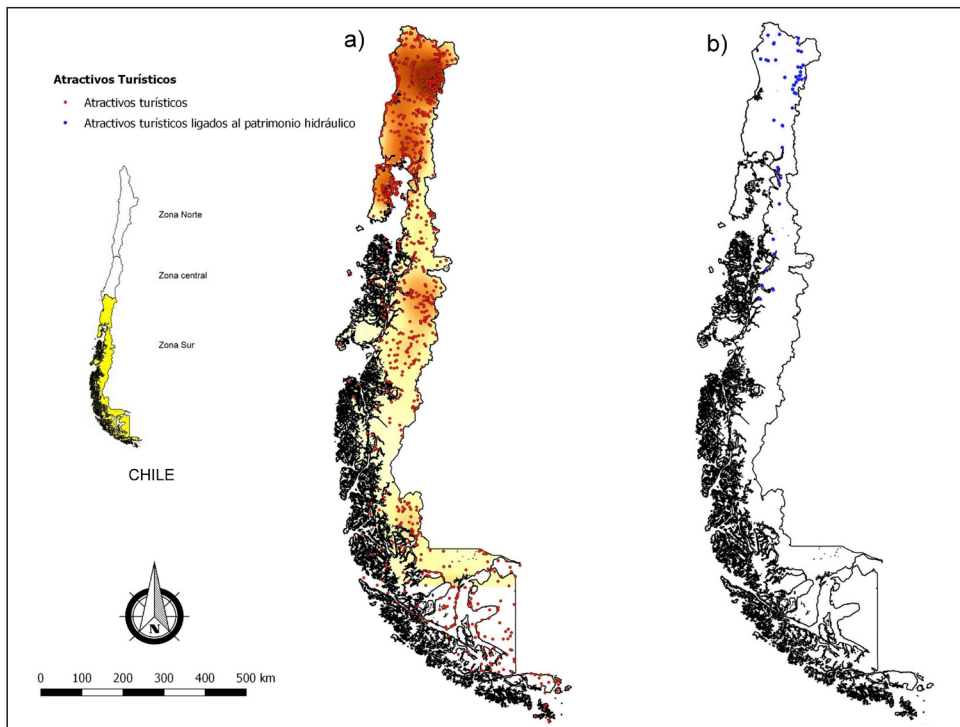 a)
b)
Atractivos Turísticos
Atractivos turísticos
Atractivos turísticos ligados al patrimonio hidráulico
Zona Norte
Zona central
Zona Sur
CHILE
N
0 100 200 300 400 500 km